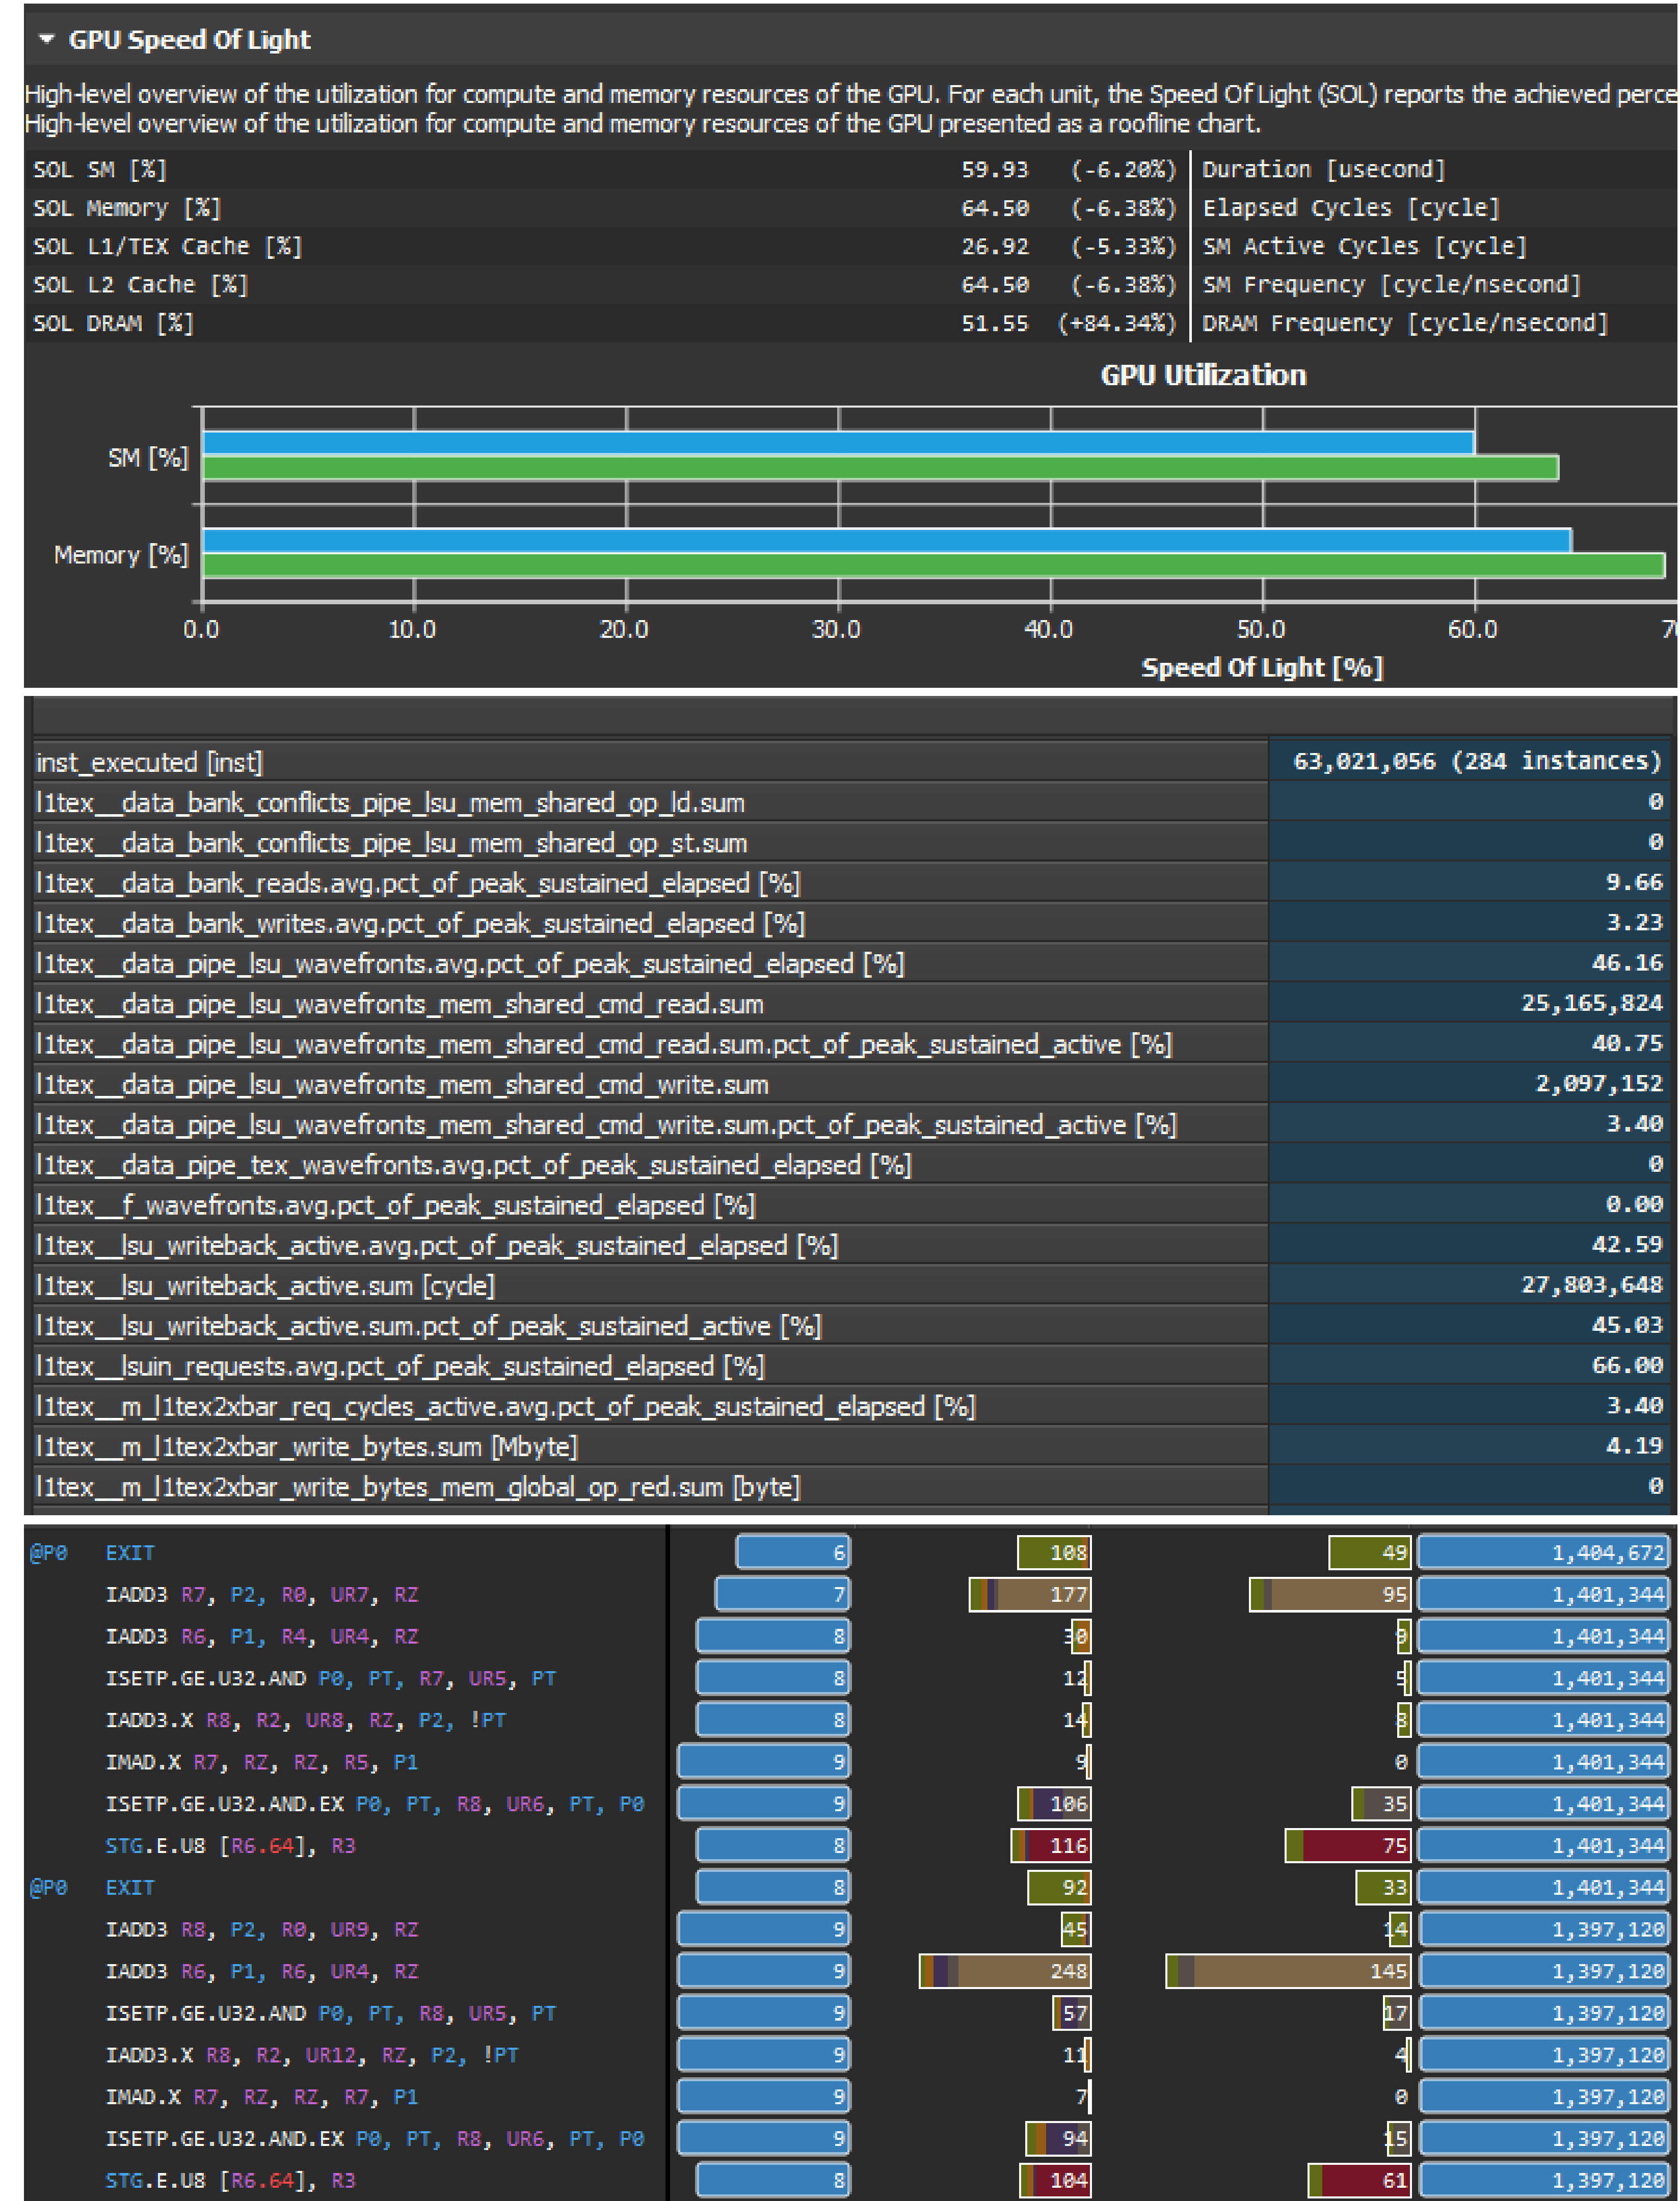 GPU Speed Of Light
High-level overview of the utilization for compute and memory resources of the GPU. For each unit, the Speed Of Light (SOL) reports the achieved perce
High-level overview of the utilization for compute and memory resources of the GPU presented as a roofline chart.
SOL SM [%] 59.93 (-6.20%) Duration [usecond]
SOL Memory [%] 64.50 (-6.38%) Elapsed Cycles [cycle]
SOL L1/TEX Cache [%] 26.92 (-5.33%) SM Active Cycles [cycle]
SOL L2 Cache [%] 64.50 (-6.38%) SM Frequency [cycle/nsecond]
SOL DRAM [%] 51.55 (+84.34%) DRAM Frequency [cycle/nsecond]
GPU Utilization
SM [%]
Memory [%]
0.0 10.0 20.0 30.0 40.0 50.0 60.0
Speed Of Light [%]
inst_executed [inst] 63,021,056 (284 instances)
l1tex__data_bank_conflicts_pipe_lsu_mem_shared_op_ld.sum 0
l1tex__data_bank_conflicts_pipe_lsu_mem_shared_op_st.sum 0
l1tex__data_bank_reads.avg.pct_of_peak_sustained_elapsed [%] 9.66
l1tex__data_bank_writes.avg.pct_of_peak_sustained_elapsed [%] 3.23
l1tex__data_pipe_lsu_wavefronts.avg.pct_of_peak_sustained_elapsed [%] 46.16
l1tex__data_pipe_lsu_wavefronts_mem_shared_cmd_read.sum 25,165,824
l1tex__data_pipe_lsu_wavefronts_mem_shared_cmd_read.sum.pct_of_peak_sustained_active [%] 40.75
l1tex__data_pipe_lsu_wavefronts_mem_shared_cmd_write.sum 2,097,152
l1tex__data_pipe_lsu_wavefronts_mem_shared_cmd_write.sum.pct_of_peak_sustained_active [%] 3.40
l1tex__data_pipe_tex_wavefronts.avg.pct_of_peak_sustained_elapsed [%] 0
l1tex__f_wavefronts.avg.pct_of_peak_sustained_elapsed [%] 0.00
l1tex__lsu_writeback_active.avg.pct_of_peak_sustained_elapsed [%] 42.59
l1tex__lsu_writeback_active.sum [cycle] 27,803,648
l1tex__lsu_writeback_active.sum.pct_of_peak_sustained_active [%] 45.03
l1tex__lsuin_requests.avg.pct_of_peak_sustained_elapsed [%] 66.00
l1tex__m_l1tex2xbar_req_cycles_active.avg.pct_of_peak_sustained_elapsed [%] 3.40
l1tex__m_l1tex2xbar_write_bytes.sum [Mbyte] 4.19
l1tex__m_l1tex2xbar_write_bytes_mem_global_op_red.sum [byte] 0
@P0 EXIT 6 108 49 1,404,672
IADD3 R7, P2, R0, UR7, RZ 7 177 95 1,401,344
IADD3 R6, P1, R4, UR4, RZ 8 30 9 1,401,344
ISETP.GE.U32.AND P0, PT, R7, UR5, PT 8 12 5 1,401,344
IADD3.X R8, R2, UR8, RZ, P2, !PT 8 14 8 1,401,344
IMAD.X R7, RZ, RZ, R5, P1 9 9 0 1,401,344
ISETP.GE.U32.AND.EX P0, PT, R8, UR6, PT, P0 9 106 35 1,401,344
STG.E.U8 [R6.64], R3 8 116 75 1,401,344
@P0 EXIT 8 92 33 1,401,344
IADD3 R8, P2, R0, UR9, RZ 9 45 14 1,397,120
IADD3 R6, P1, R6, UR4, RZ 9 248 145 1,397,120
ISETP.GE.U32.AND P0, PT, R8, UR5, PT 9 57 17 1,397,120
IADD3.X R8, R2, UR12, RZ, P2, !PT 9 11 4 1,397,120
IMAD.X R7, RZ, RZ, R7, P1 9 7 0 1,397,120
ISETP.GE.U32.AND.EX P0, PT, R8, UR6, PT, P0 9 94 15 1,397,120
STG.E.U8 [R6.64], R3 8 104 61 1,397,120